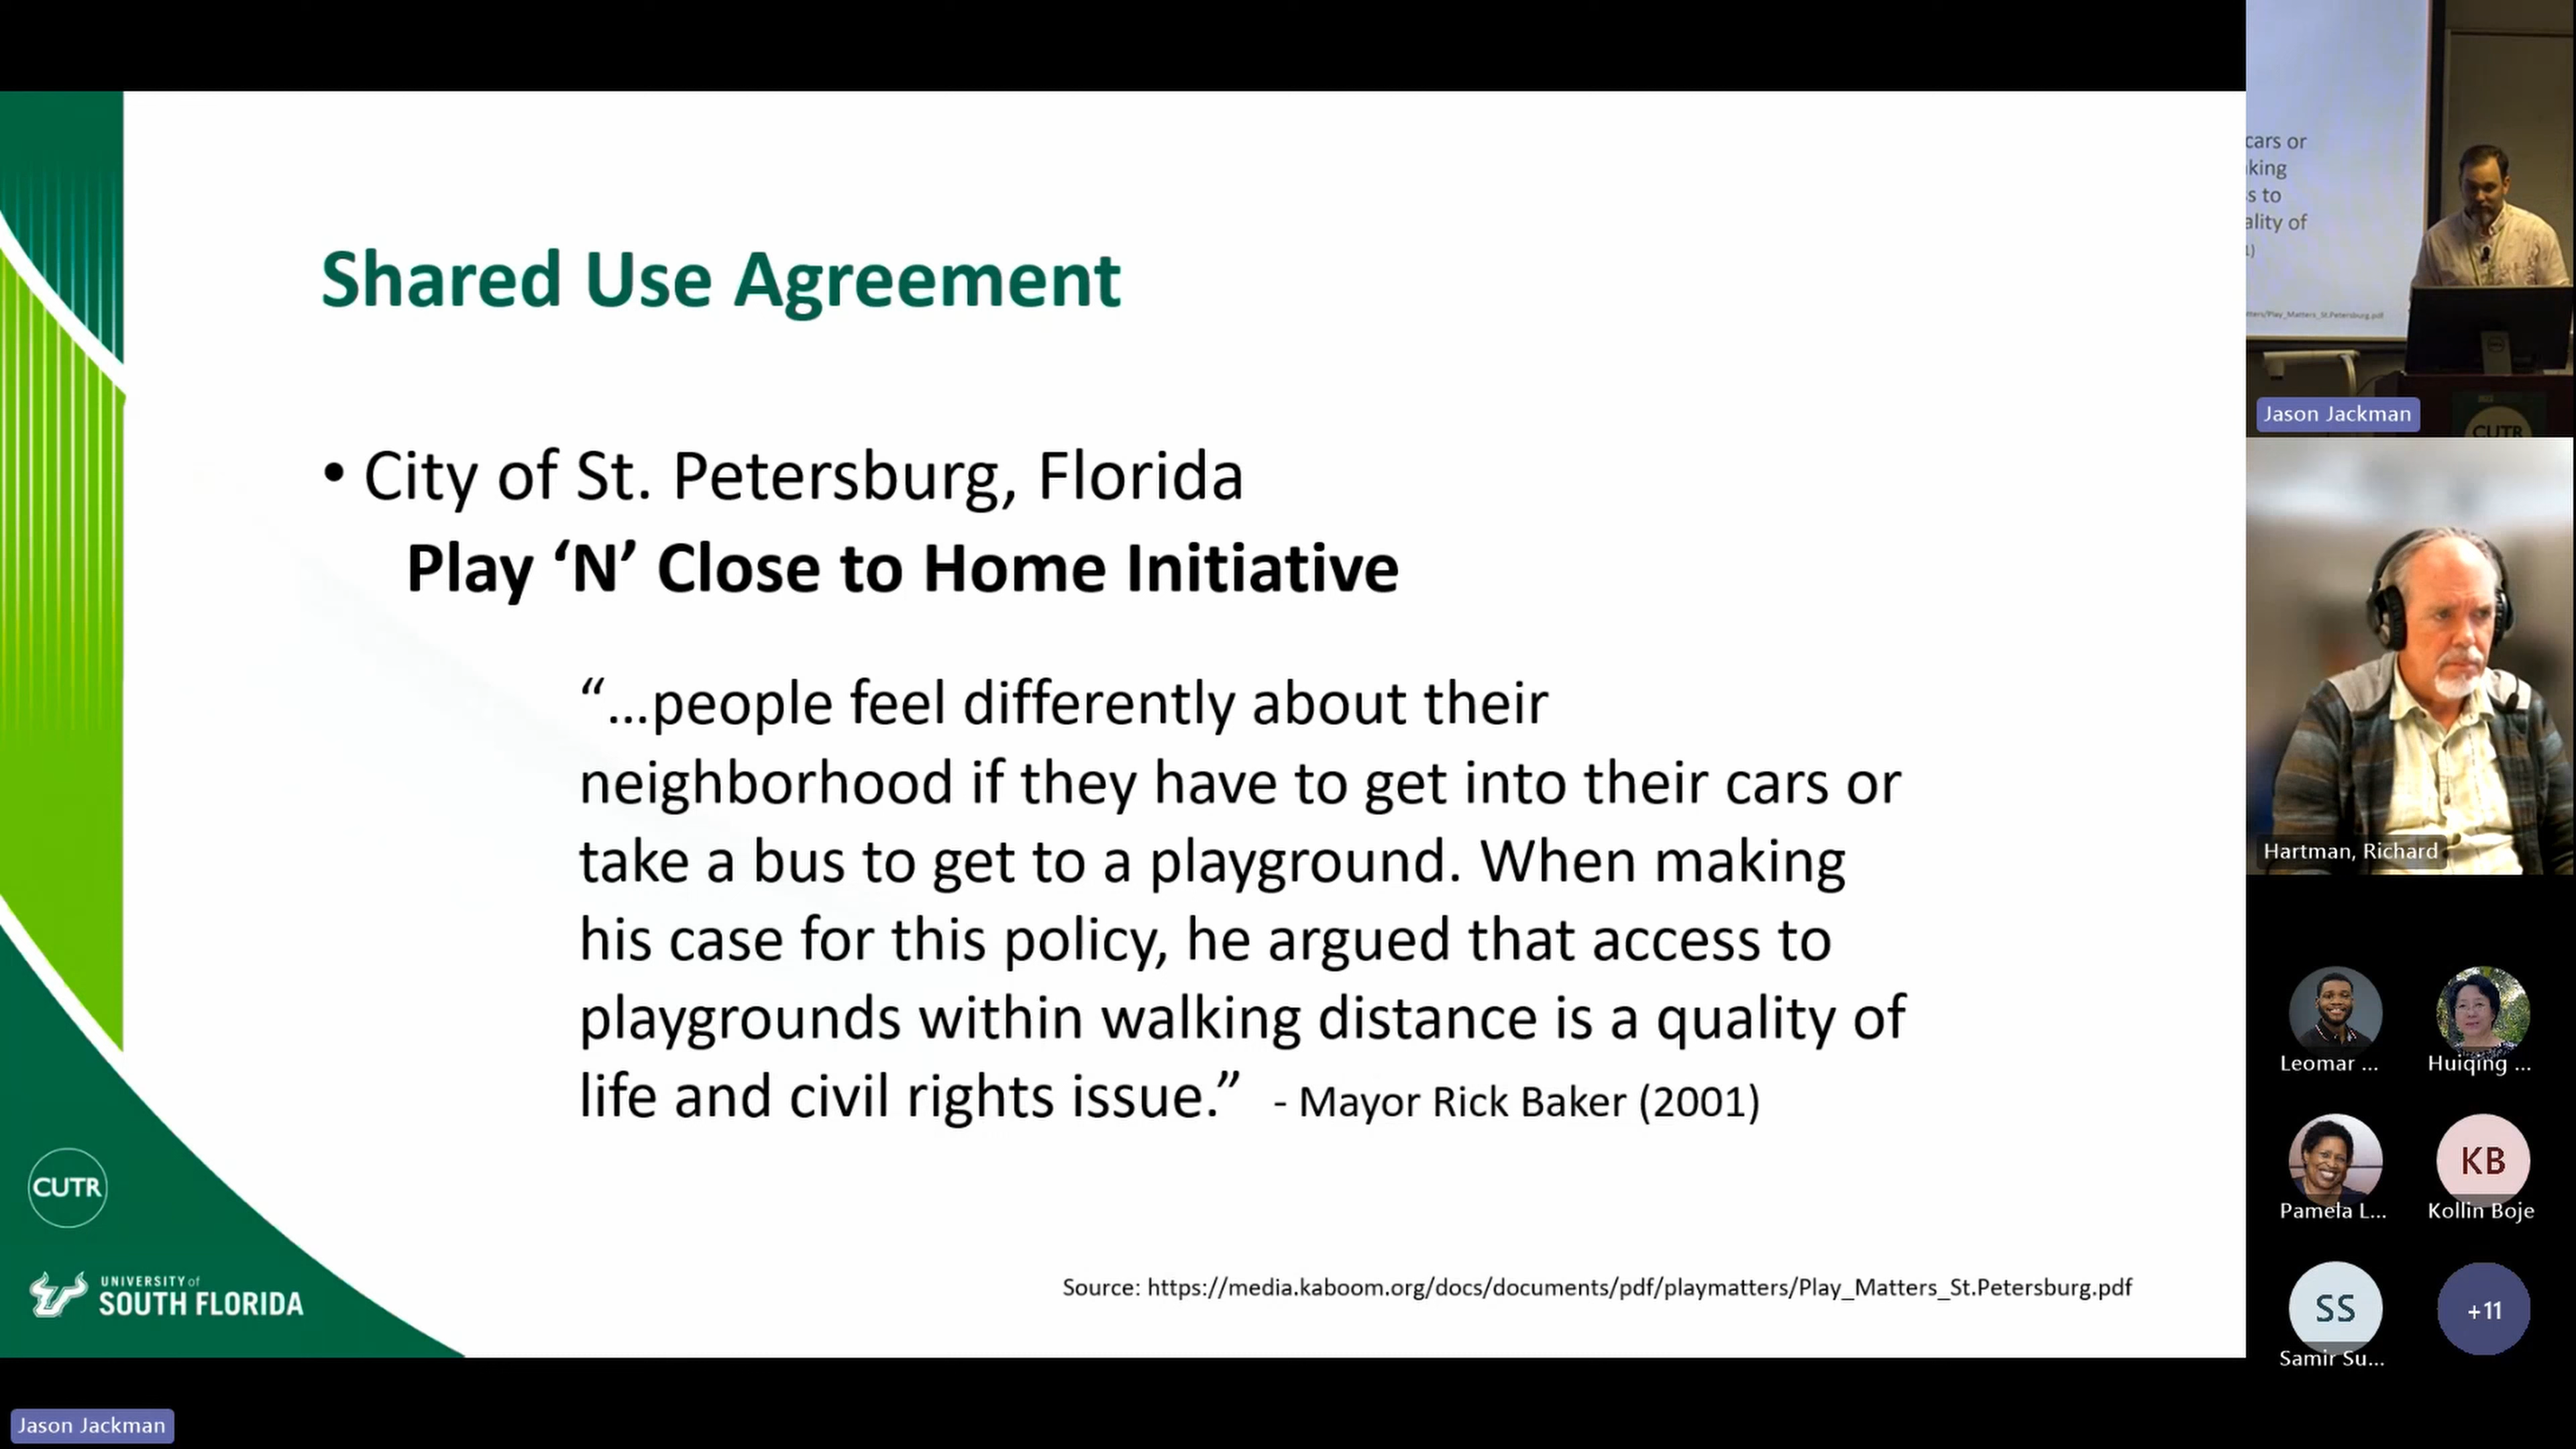 Shared Use Agreement
• City of St. Petersburg, Florida
Play ‘N’ Close to Home Initiative
“…people feel differently about their
neighborhood if they have to get into their cars or
take a bus to get to a playground. When making
his case for this policy, he argued that access to
playgrounds within walking distance is a quality of
life and civil rights issue.” - Mayor Rick Baker (2001)
Source: https://media.kaboom.org/docs/documents/pdf/playmatters/Play_Matters_St.Petersburg.pdf
CUTR
UNIVERSITY of
SOUTH FLORIDA
Jason Jackman
cars or
king
s to
ality of
ters/Play_Matters_St.Petersburg.pdf
CUTR
Jason Jackman
Hartman, Richard
Leomar ...
Huiqing ...
Pamela L...
KB
Kollin Boje
SS
Samir Su...
+11